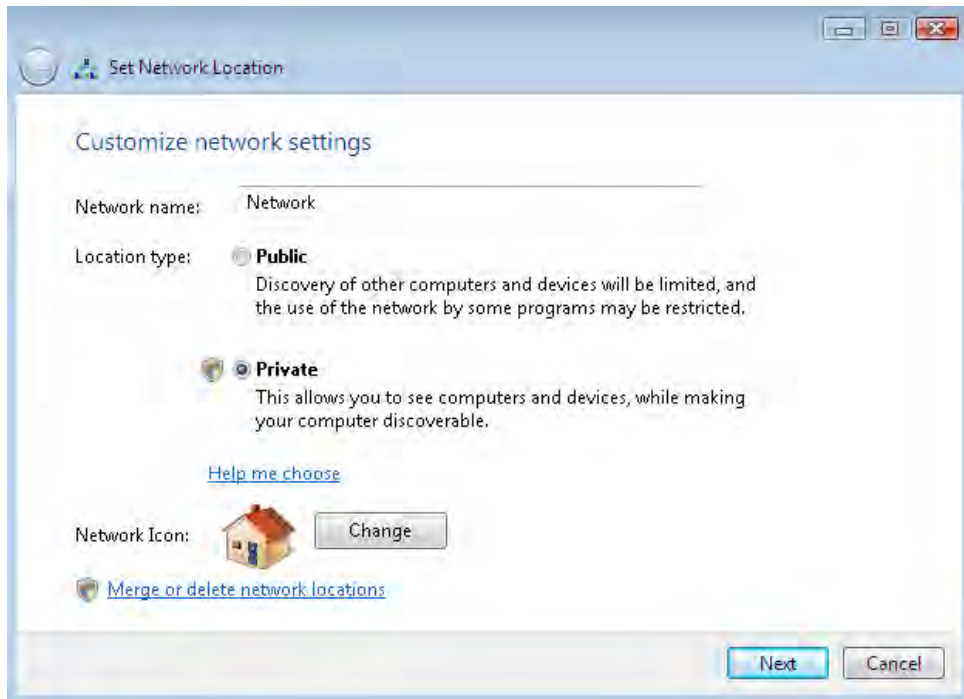 Set Network Location
Customize network settings
Network name: Network
Location type: Public
Discovery of other computers and devices will be limited, and
the use of the network by some programs may be restricted.
Private
This allows you to see computers and devices, while making
your computer discoverable.
Help me choose
Network Icon: Change
Merge or delete network locations
Next Cancel